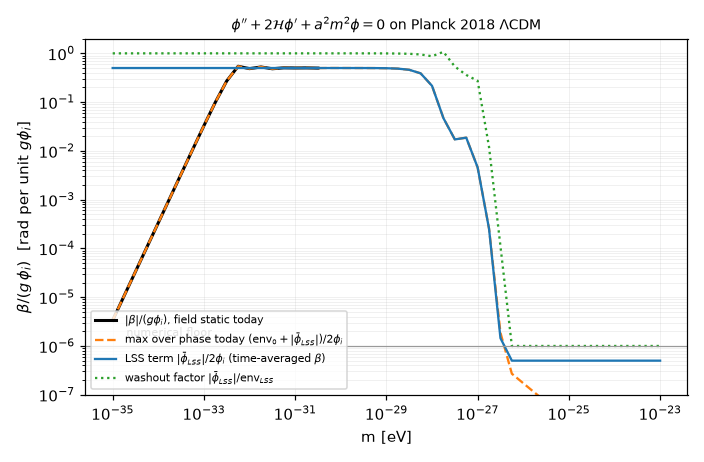 ϕ′′ + 2ℋϕ′ + a²m²ϕ = 0 on Planck 2018 ΛCDM
β/(g ϕᵢ) [rad per unit gϕᵢ]
10⁰
10⁻¹
10⁻²
10⁻³
10⁻⁴
10⁻⁵
10⁻⁶
10⁻⁷
numerical floor
|β|/(gϕᵢ), field static today
max over phase today (env₀ + |ϕ̄_LSS|)/2ϕᵢ
LSS term |ϕ̄_LSS|/2ϕᵢ (time-averaged β)
washout factor |ϕ̄_LSS|/env_LSS
10⁻³⁵ 10⁻³³ 10⁻³¹ 10⁻²⁹ 10⁻²⁷ 10⁻²⁵ 10⁻²³
m [eV]